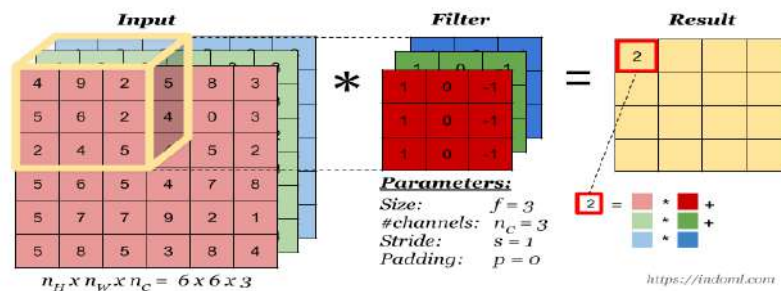 Input
Filter
Result
4 9 2 5 8 3
5 6 2 4 0 3
2 4 5 5 2
5 6 5 4 7 8
5 7 7 9 2 1
5 8 5 3 8 4
n_H x n_W x n_C = 6 x 6 x 3
*
1 0 1
1 0 -1
1 0 -1
1 0 -1
Parameters:
Size: f = 3
#channels: n_C = 3
Stride: s = 1
Padding: p = 0
=
2
2 = * +
* +
*
https://indoml.com